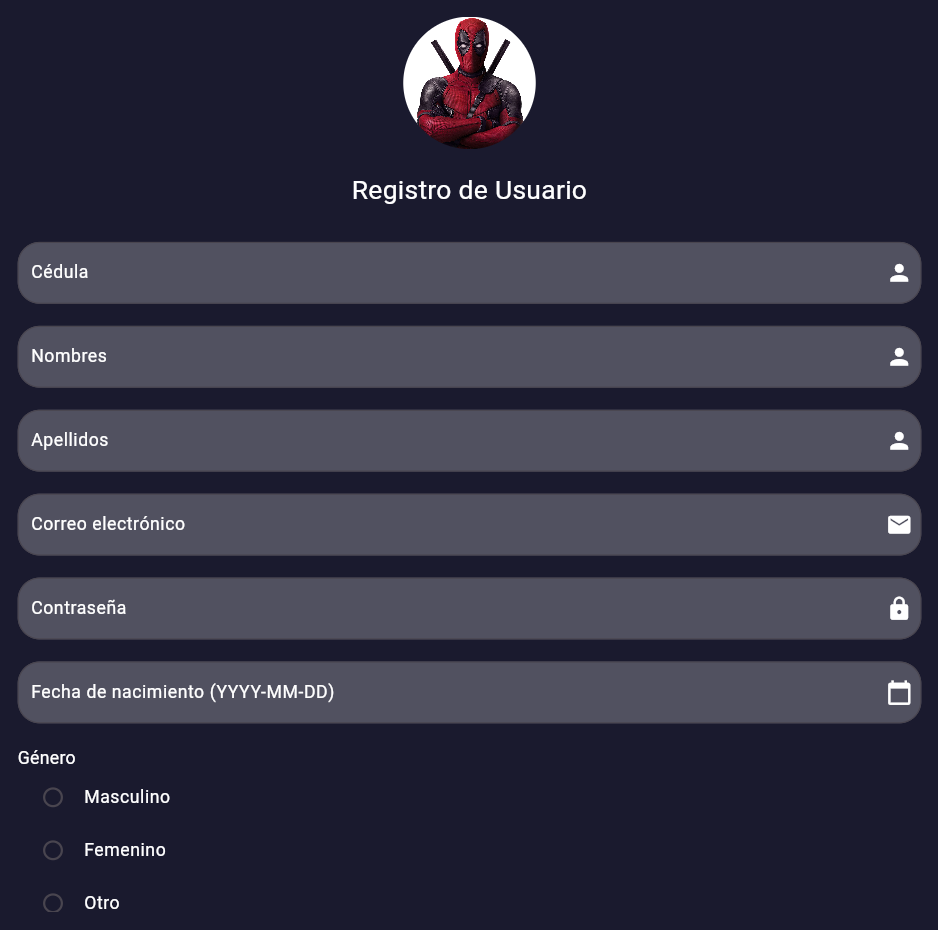 Registro de Usuario
Cédula
Nombres
Apellidos
Correo electrónico
Contraseña
Fecha de nacimiento (YYYY-MM-DD)
Género
Masculino
Femenino
Otro